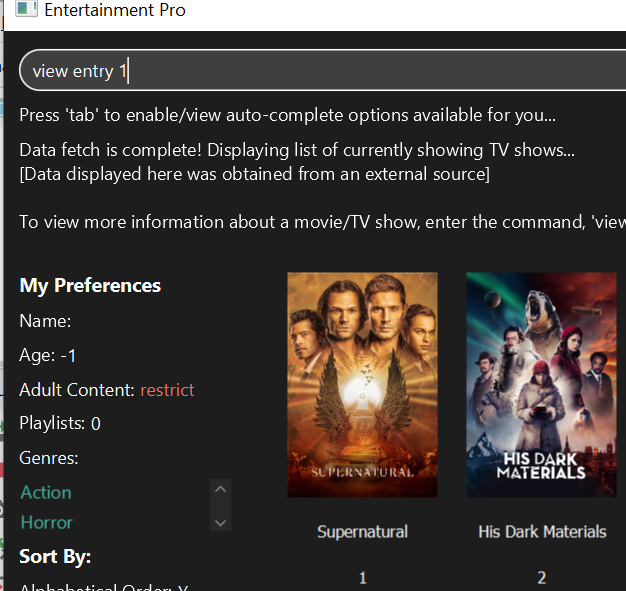 Entertainment Pro
view entry 1
Press 'tab' to enable/view auto-complete options available for you...
Data fetch is complete! Displaying list of currently showing TV shows...
[Data displayed here was obtained from an external source]
To view more information about a movie/TV show, enter the command, 'view
My Preferences
Name:
Age: -1
Adult Content: restrict
Playlists: 0
Genres:
Action
Horror
Sort By:
Alphabetical Order: Y
SUPERNATURAL
Supernatural
1
HIS DARK
MATERIALS
His Dark Materials
2